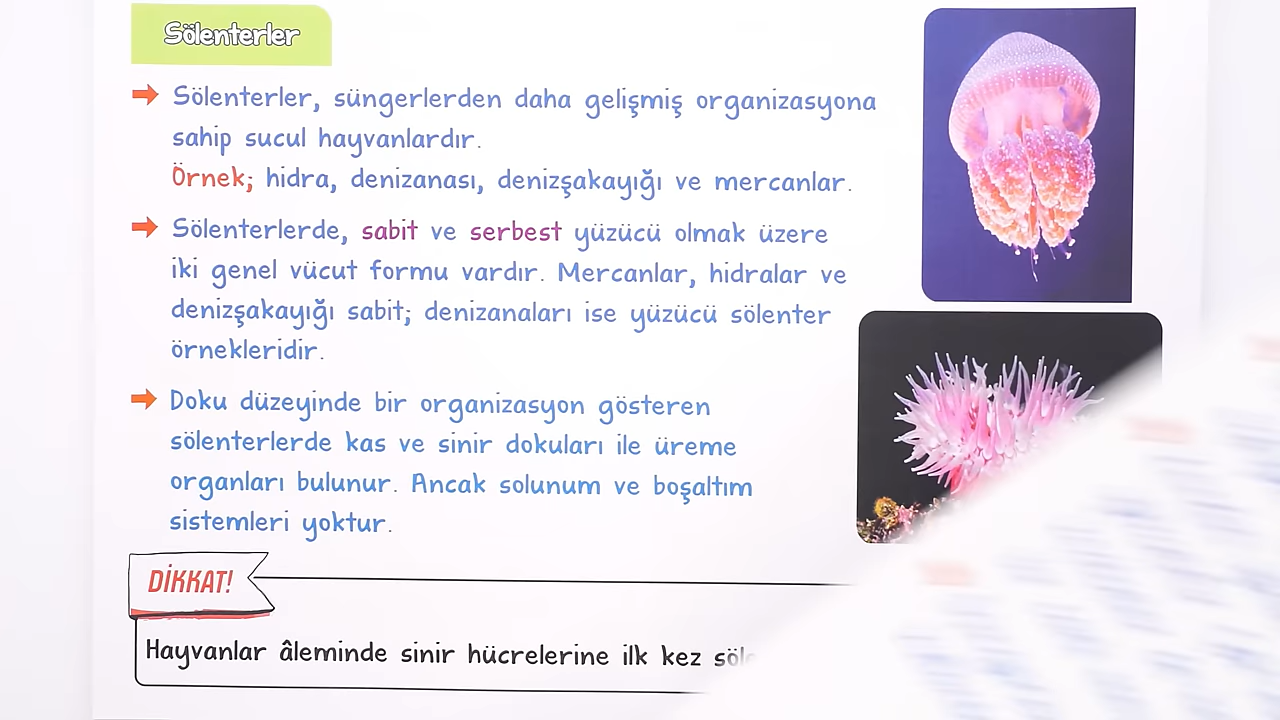 Sölenterler
Sölenterler, süngerlerden daha gelişmiş organizasyona
sahip sucul hayvanlardır.
Örnek; hidra, denizanası, denizşakayığı ve mercanlar.
Sölenterlerde, sabit ve serbest yüzücü olmak üzere
iki genel vücut formu vardır. Mercanlar, hidralar ve
denizşakayığı sabit; denizanaları ise yüzücü sölenter
örnekleridir.
Doku düzeyinde bir organizasyon gösteren
sölenterlerde kas ve sinir dokuları ile üreme
organları bulunur. Ancak solunum ve boşaltım
sistemleri yoktur.
DİKKAT!
Hayvanlar âleminde sinir hücrelerine ilk kez